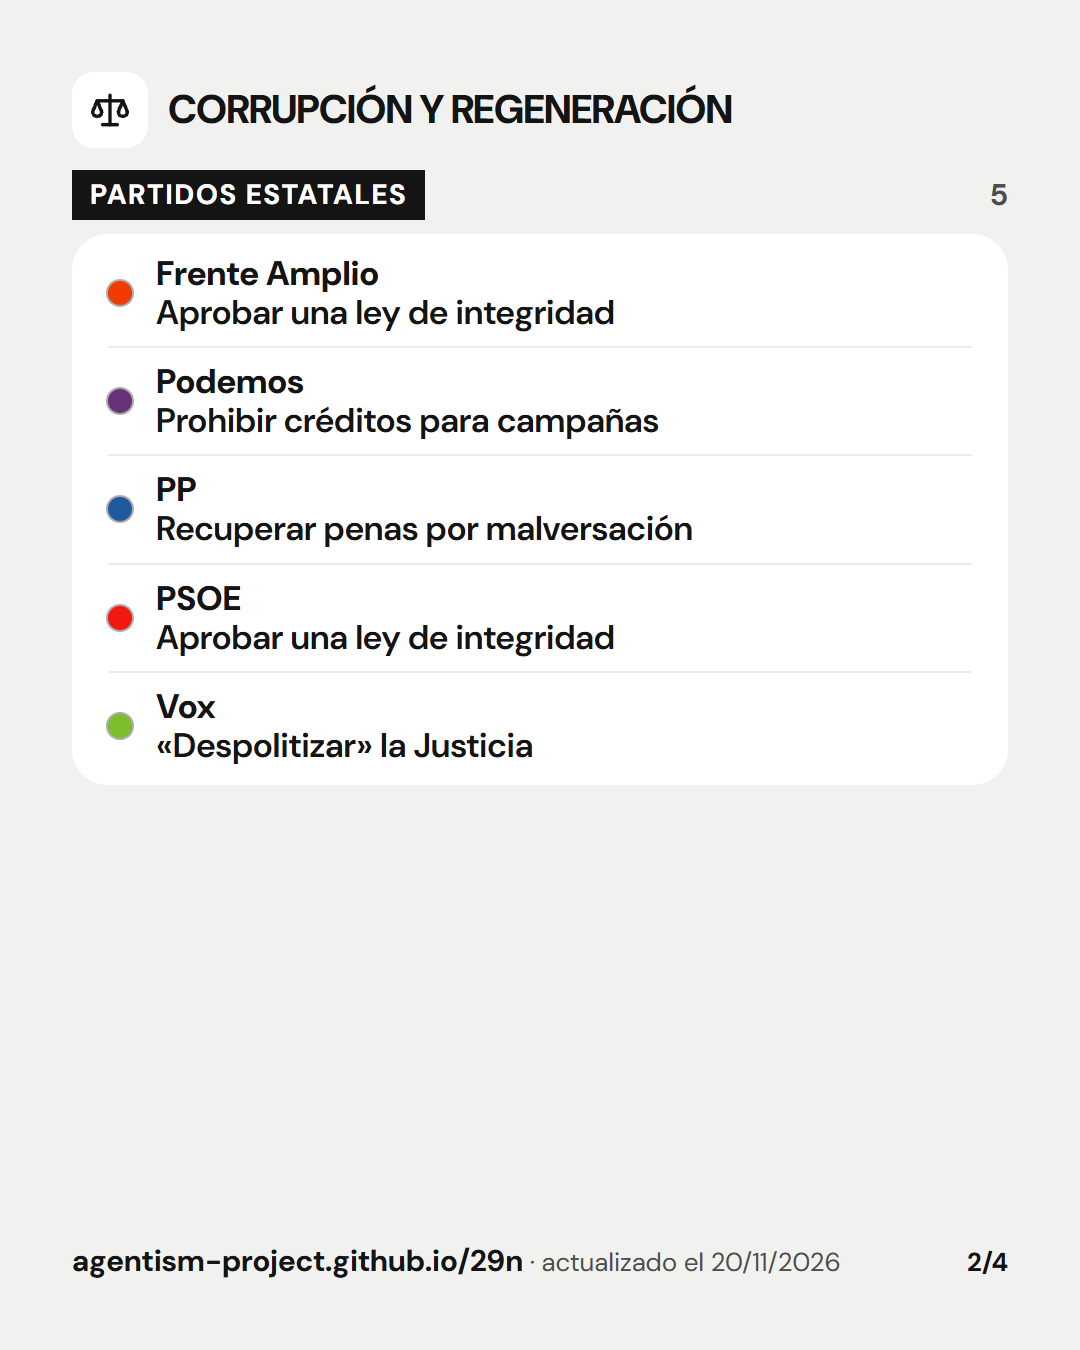 CORRUPCIÓN Y REGENERACIÓN
PARTIDOS ESTATALES
5
Frente Amplio
Aprobar una ley de integridad
Podemos
Prohibir créditos para campañas
PP
Recuperar penas por malversación
PSOE
Aprobar una ley de integridad
Vox
«Despolitizar» la Justicia
agentism-project.github.io/29n · actualizado el 20/11/2026
2/4